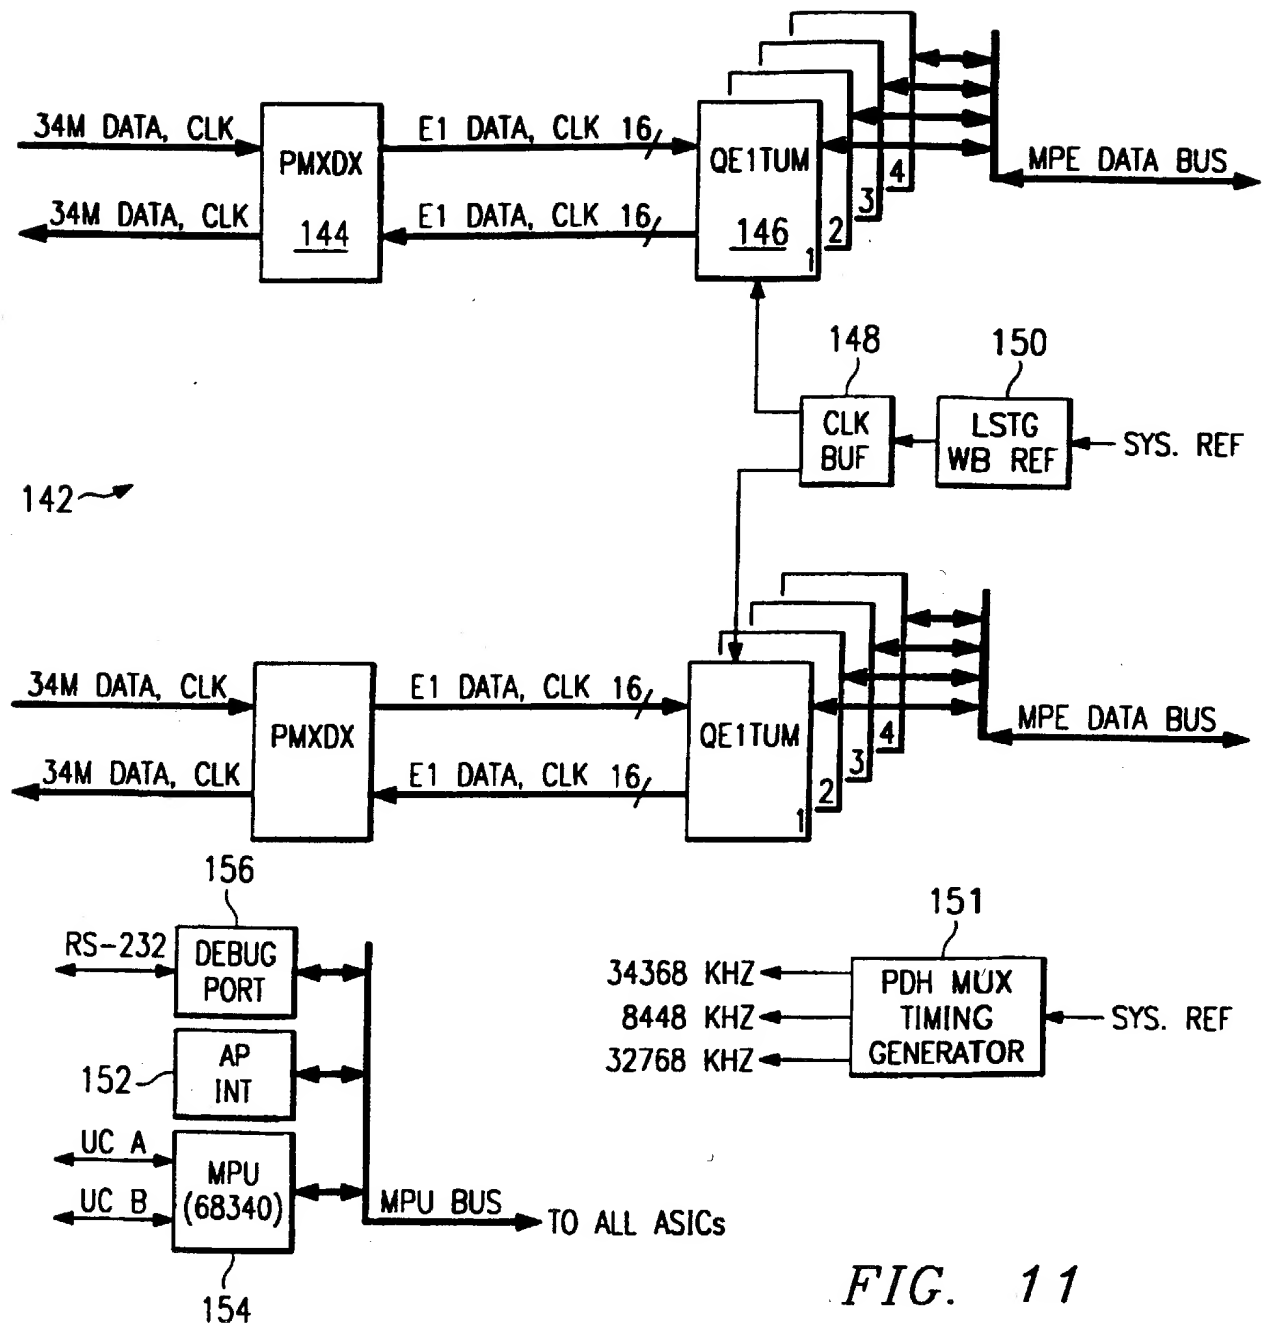 34M DATA, CLK
E1 DATA, CLK 16
34M DATA, CLK
E1 DATA, CLK 16
PMXDX
144
QE1TUM
146
1
2
3
4
MPE DATA BUS
148
150
CLK
BUF
LSTG
WB REF
SYS. REF
142
34M DATA, CLK
E1 DATA, CLK 16
34M DATA, CLK
E1 DATA, CLK 16
PMXDX
QE1TUM
1
2
3
4
MPE DATA BUS
156
RS-232
DEBUG
PORT
152
AP
INT
UC A
UC B
MPU
(68340)
154
MPU BUS
TO ALL ASICs
151
34368 KHZ
8448 KHZ
32768 KHZ
PDH MUX
TIMING
GENERATOR
SYS. REF
FIG. 11